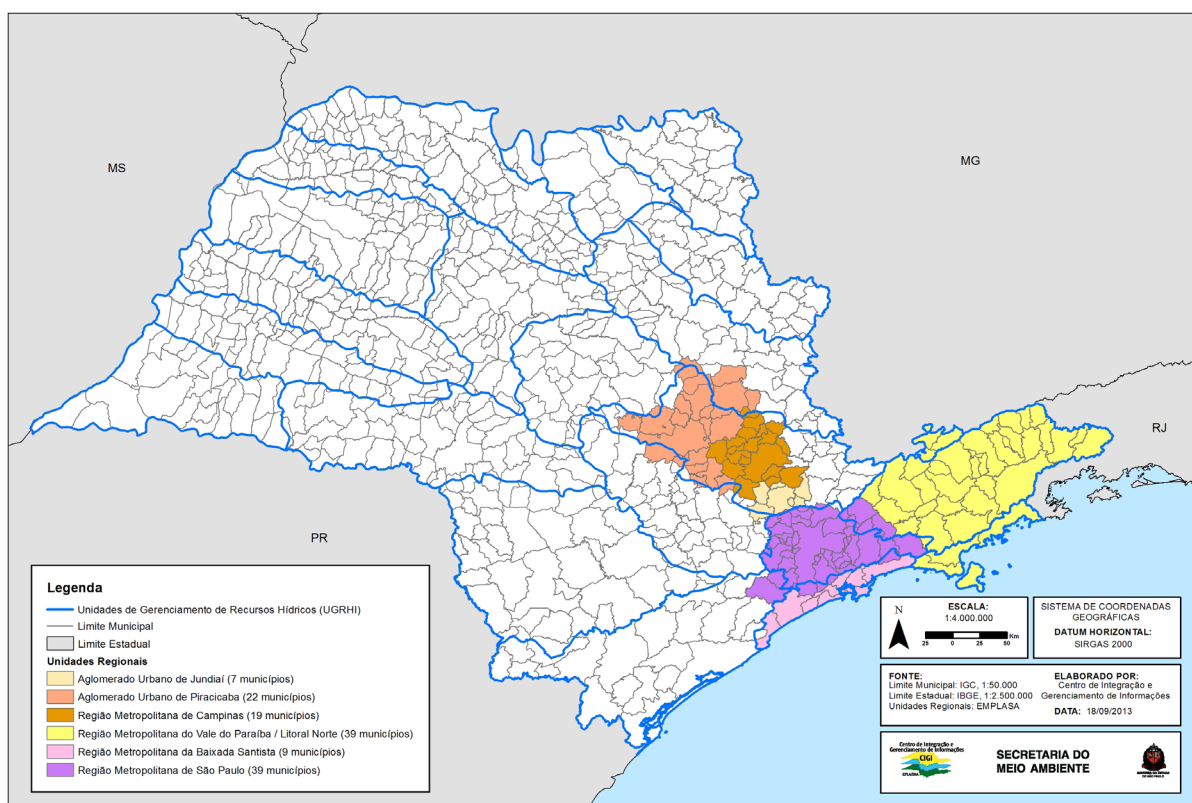 MS
MG
RJ
PR
Legenda
Unidades de Gerenciamento de Recursos Hídricos (UGRHI)
Limite Municipal
Limite Estadual
Unidades Regionais
Aglomerado Urbano de Jundiaí (7 municípios)
Aglomerado Urbano de Piracicaba (22 municípios)
Região Metropolitana de Campinas (19 municípios)
Região Metropolitana do Vale do Paraíba / Litoral Norte (39 municípios)
Região Metropolitana da Baixada Santista (9 municípios)
Região Metropolitana de São Paulo (39 municípios)
N
ESCALA:
1:4.000.000
25 0 25 50 Km
SISTEMA DE COORDENADAS
GEOGRÁFICAS
DATUM HORIZONTAL:
SIRGAS 2000
FONTE:
Limite Municipal: IGC, 1:50.000
Limite Estadual: IBGE, 1:2.500.000
Unidades Regionais: EMPLASA
ELABORADO POR:
Centro de Integração e
Gerenciamento de Informações
DATA: 18/09/2013
Centro de Integração e
Gerenciamento de Informações
CIGI
SECRETARIA DO
MEIO AMBIENTE